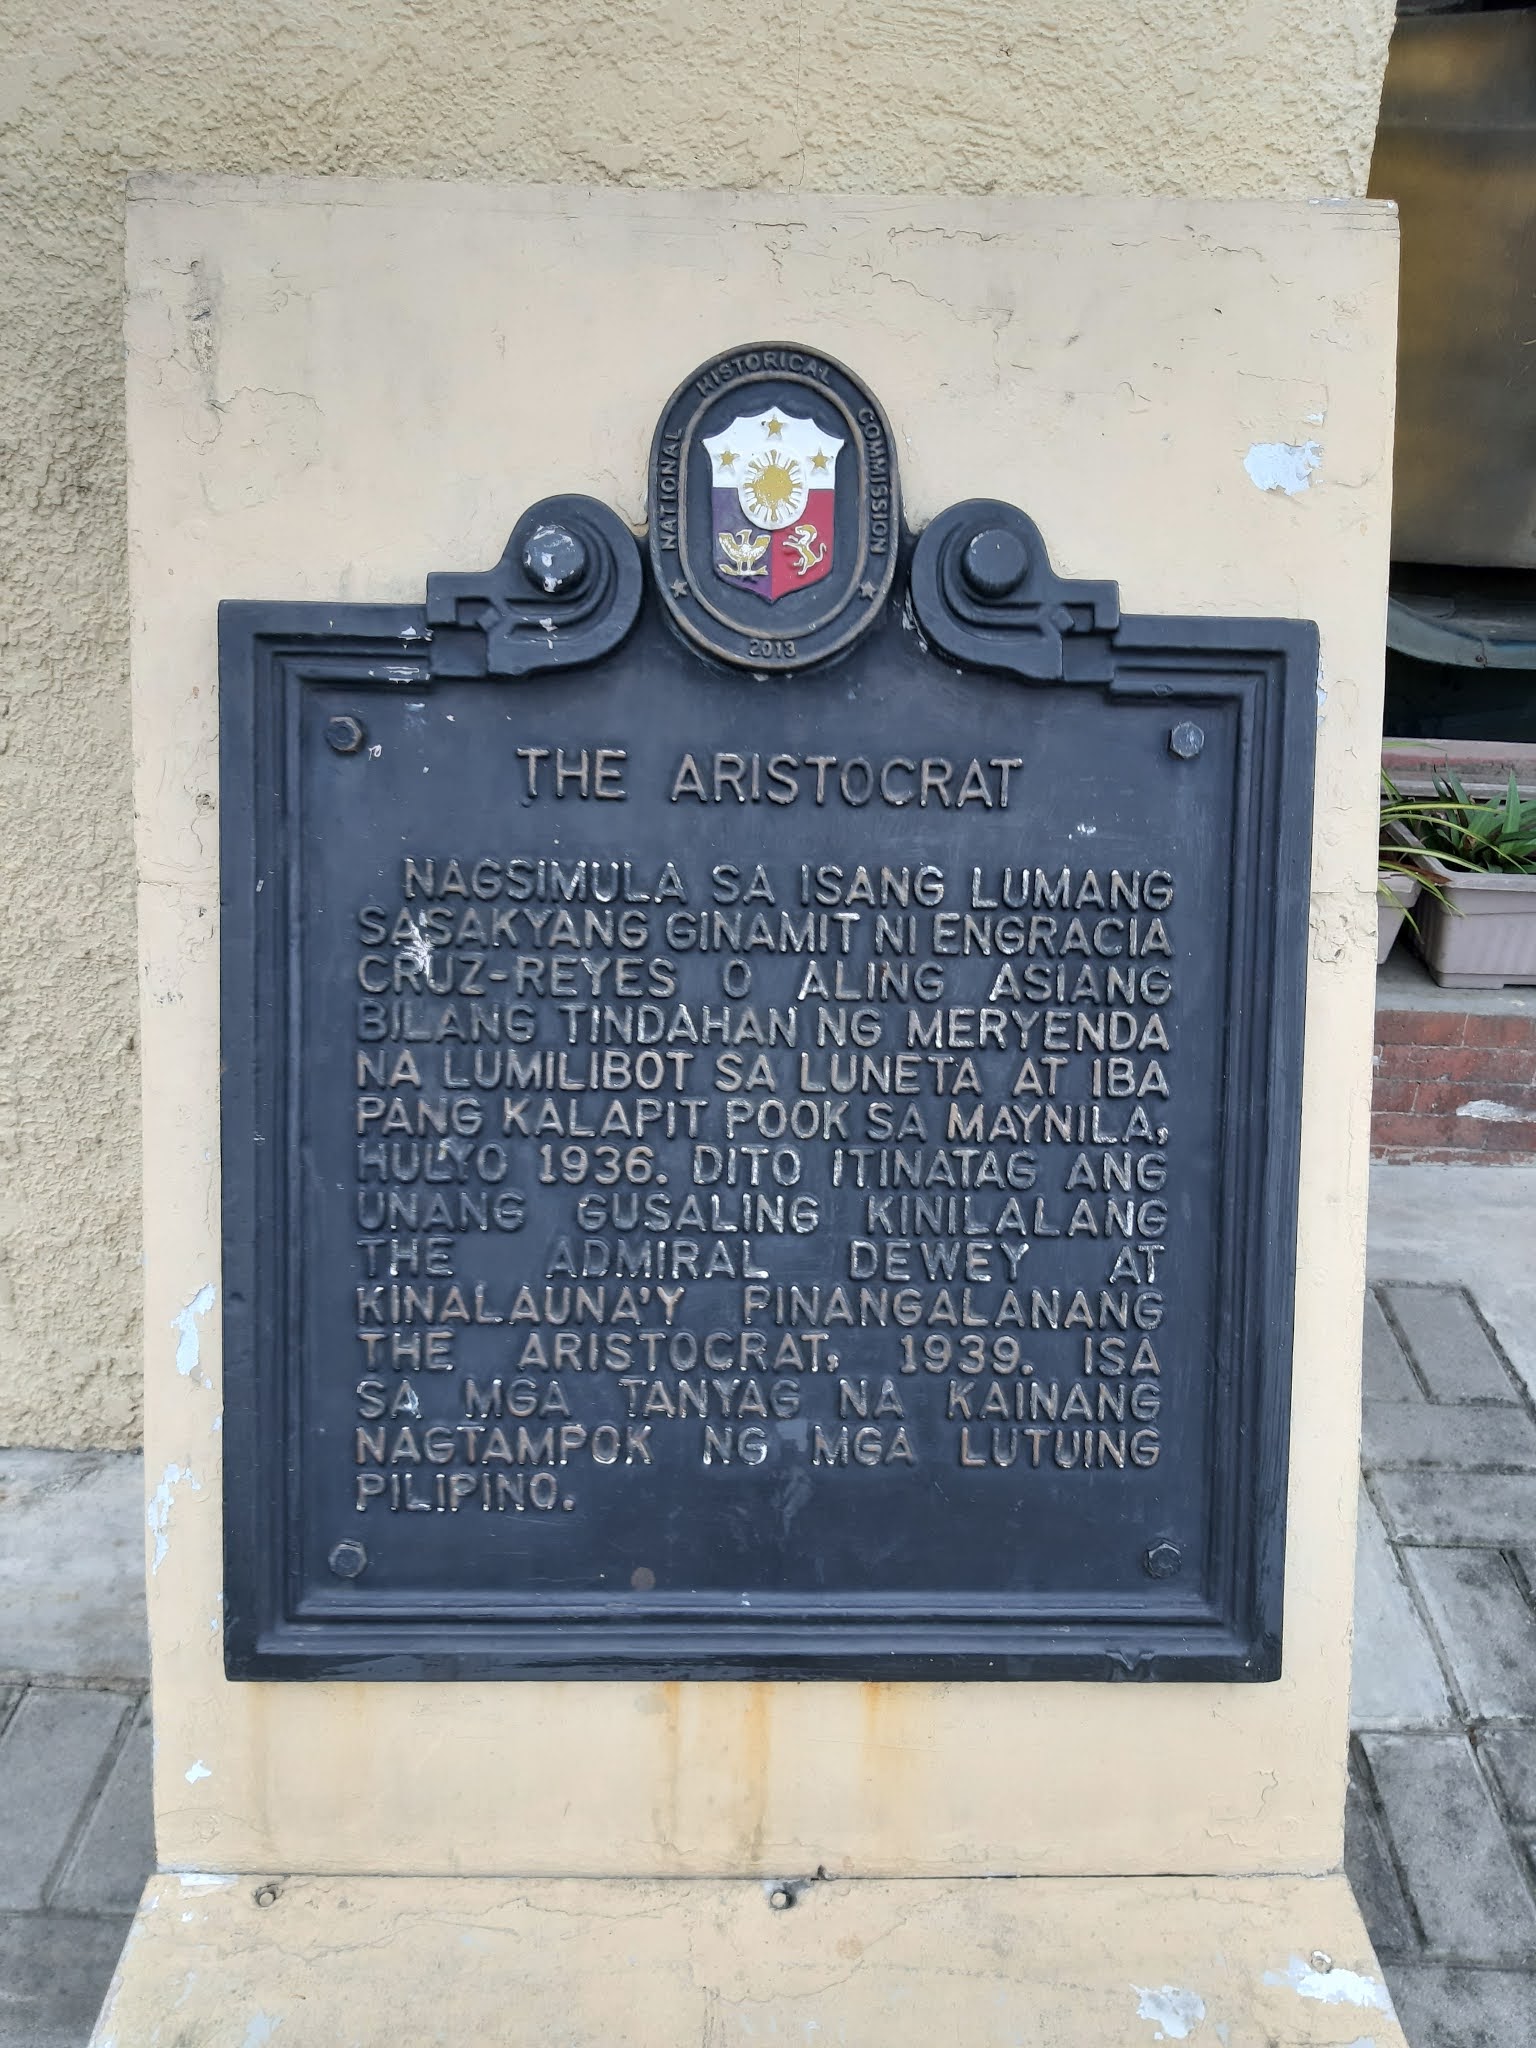 NATIONAL HISTORICAL COMMISSION
2013
THE ARISTOCRAT
NAGSIMULA SA ISANG LUMANG
SASAKYANG GINAMIT NI ENGRACIA
CRUZ-REYES O ALING ASIANG
BILANG TINDAHAN NG MERYENDA
NA LUMILIBOT SA LUNETA AT IBA
PANG KALAPIT POOK SA MAYNILA,
HULYO 1936. DITO ITINATAG ANG
UNANG GUSALING KINILALANG
THE ADMIRAL DEWEY AT
KINALAUNA'Y PINANGALANANG
THE ARISTOCRAT, 1939. ISA
SA MGA TANYAG NA KAINANG
NAGTAMPOK NG MGA LUTUING
PILIPINO.